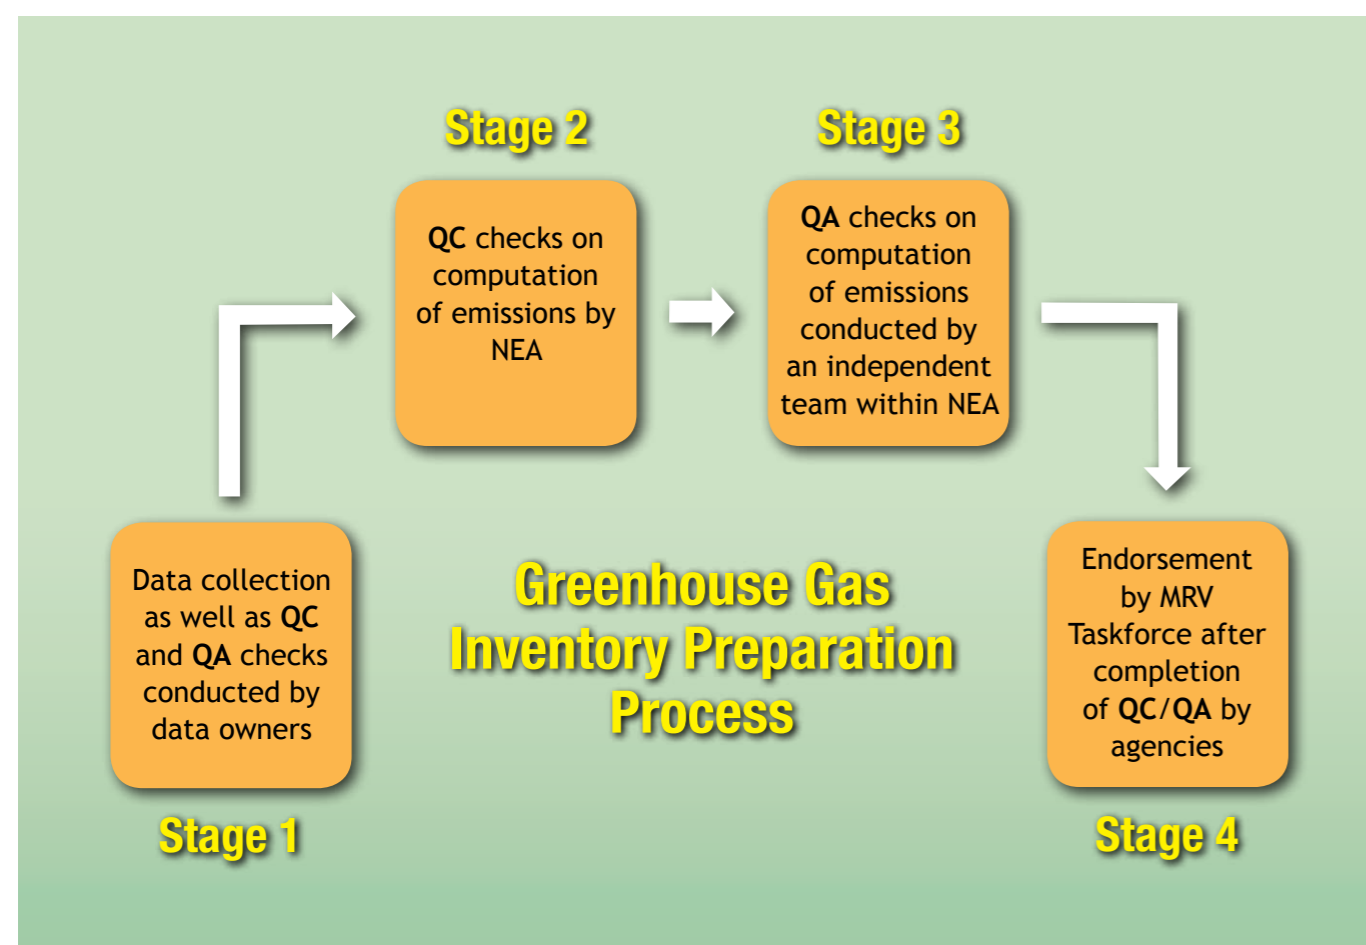 Stage 2
QC checks on
computation
of emissions by
NEA
Stage 3
QA checks on
computation
of emissions
conducted by
an independent
team within NEA
Data collection
as well as QC
and QA checks
conducted by
data owners
Stage 1
Greenhouse Gas
Inventory Preparation
Process
Endorsement
by MRV
Taskforce after
completion
of QC/QA by
agencies
Stage 4